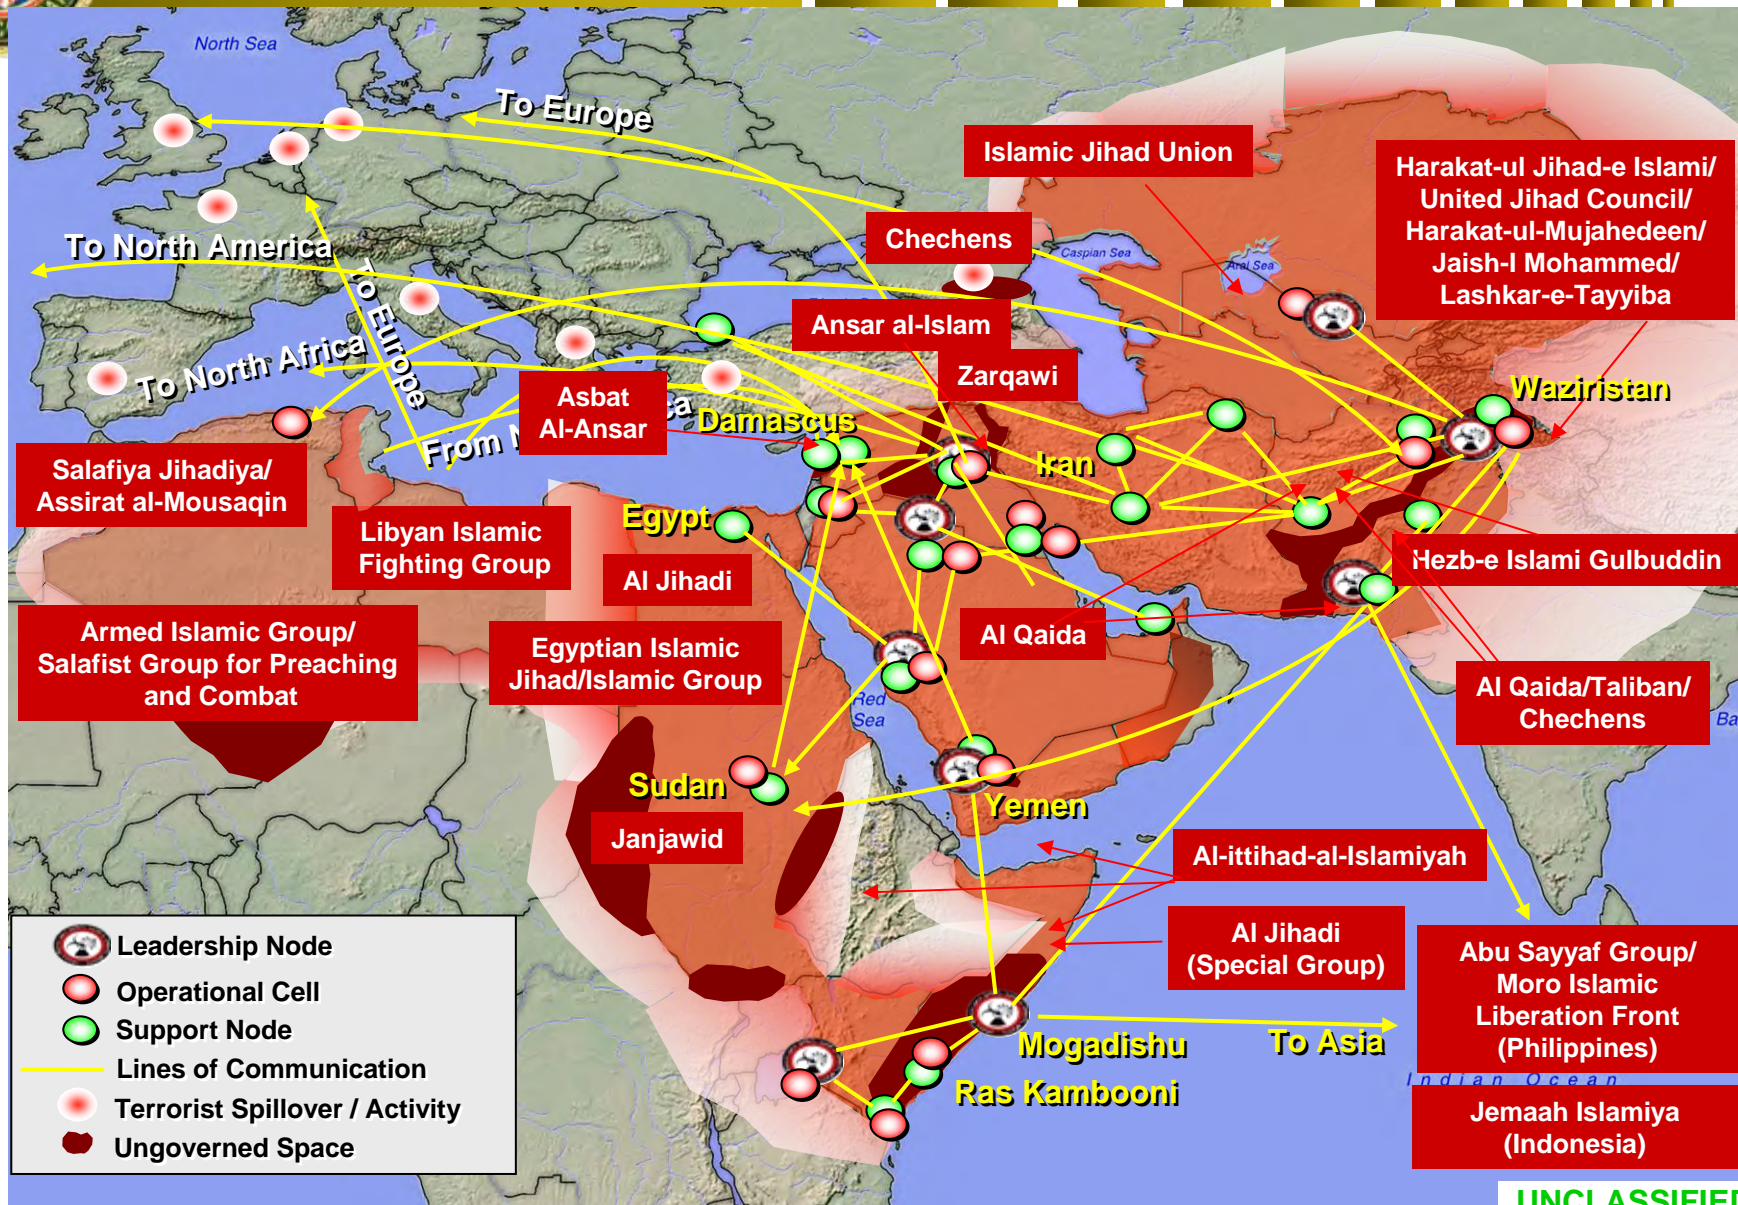 North Sea
To Europe
Islamic Jihad Union
Harakat-ul Jihad-e Islami/
United Jihad Council/
Harakat-ul-Mujahedeen/
Jaish-I Mohammed/
Lashkar-e-Tayyiba
Chechens
Caspian Sea
Aral Sea
To North America
To Europe
Ansar al-Islam
Zarqawi
To North Africa
Asbat
Al-Ansar
Damascus
Waziristan
From N
ca
Iran
Salafiya Jihadiya/
Assirat al-Mousaqin
Egypt
Libyan Islamic
Fighting Group
Al Jihadi
Hezb-e Islami Gulbuddin
Armed Islamic Group/
Salafist Group for Preaching
and Combat
Egyptian Islamic
Jihad/Islamic Group
Al Qaida
Al Qaida/Taliban/
Chechens
Red
Sea
Ba
Sudan
Yemen
Janjawid
Al-ittihad-al-Islamiyah
Al Jihadi
(Special Group)
Abu Sayyaf Group/
Moro Islamic
Liberation Front
(Philippines)
Leadership Node
Operational Cell
Support Node
Lines of Communication
Terrorist Spillover / Activity
Ungoverned Space
Mogadishu
To Asia
Ras Kambooni
Indian Ocean
Jemaah Islamiya
(Indonesia)
UNCLASSIFIED